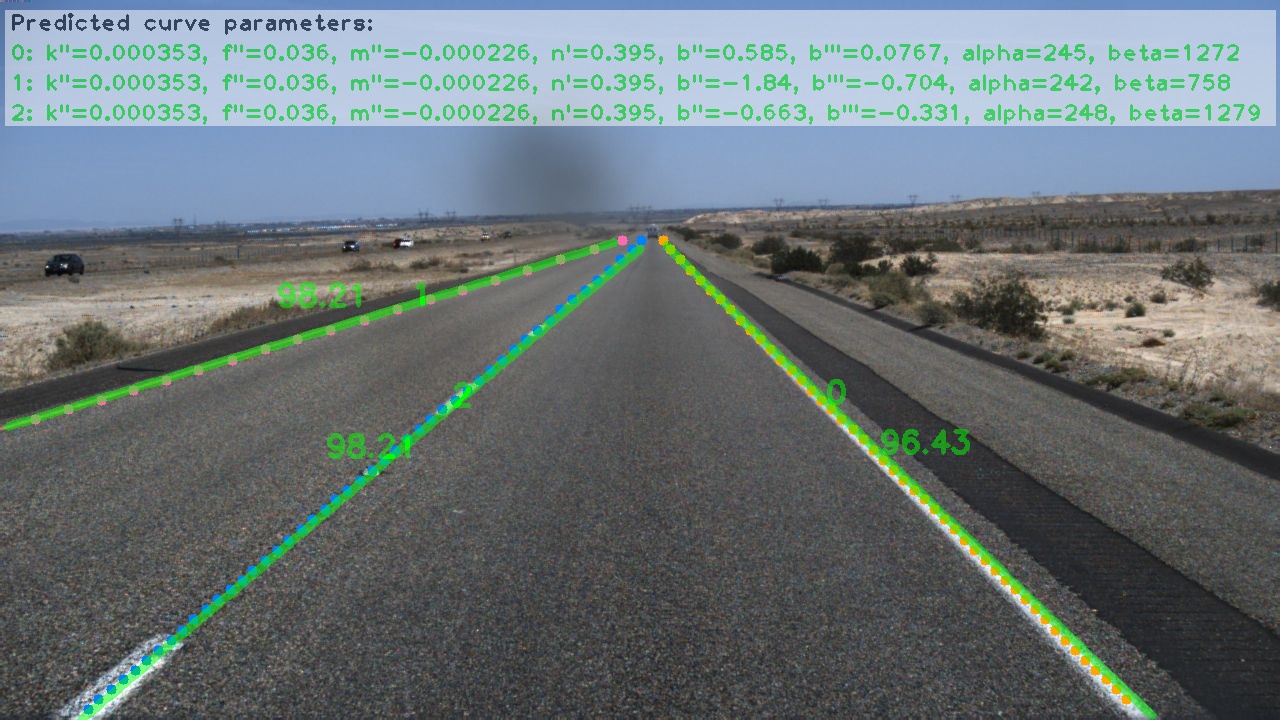 Predicted curve parameters:
0: k''=0.000353, f''=0.036, m''=−0.000226, n'=0.395, b''=0.585, b'''=0.0767, alpha=245, beta=1272
1: k''=0.000353, f''=0.036, m''=−0.000226, n'=0.395, b''=−1.84, b'''=−0.704, alpha=242, beta=758
2: k''=0.000353, f''=0.036, m''=−0.000226, n'=0.395, b''=−0.663, b'''=−0.331, alpha=248, beta=1279
98.21 1
2 0
98.21 96.43